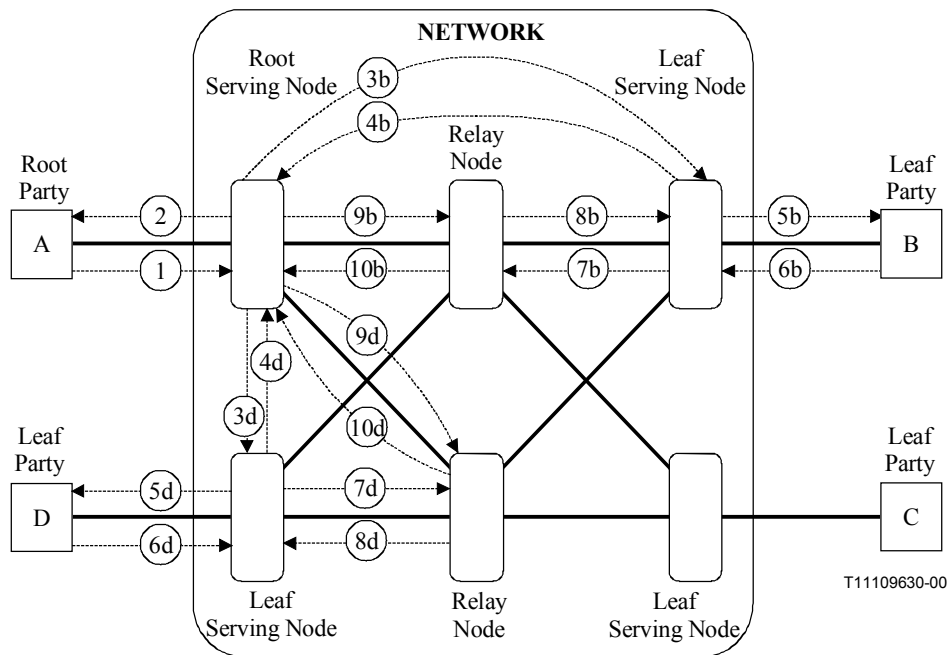 NETWORK
Root
Serving Node
Leaf
Serving Node
3b
4b
Relay
Node
Root
Party
Leaf
Party
2
9b
8b
5b
A
B
1
10b
7b
6b
9d
4d
3d
10d
Leaf
Party
Leaf
Party
5d
7d
D
C
6d
8d
T11109630-00
Leaf
Serving Node
Relay
Node
Leaf
Serving Node